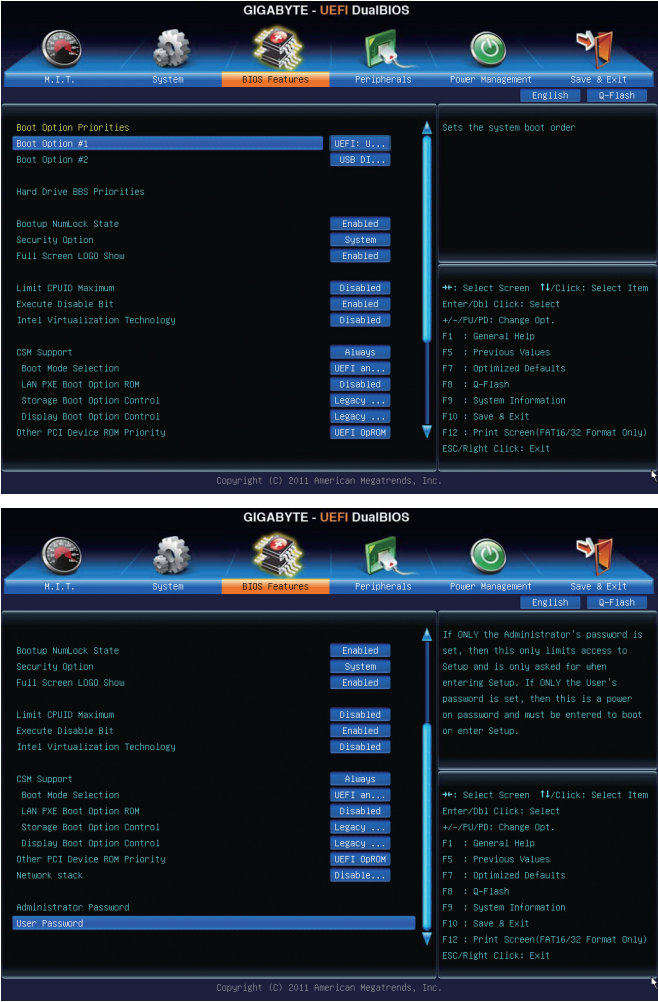 GIGABYTE - UEFI DualBIOS
M.I.T. System BIOS Features Peripherals Power Management Save & Exit
English Q-Flash
Boot Option Priorities
Boot Option #1 UEFI: U...
Boot Option #2 USB DI...
Hard Drive BBS Priorities
Bootup NumLock State Enabled
Security Option System
Full Screen LOGO Show Enabled
Limit CPUID Maximum Disabled
Execute Disable Bit Enabled
Intel Virtualization Technology Disabled
CSM Support Always
Boot Mode Selection UEFI an...
LAN PXE Boot Option ROM Disabled
Storage Boot Option Control Legacy ...
Display Boot Option Control Legacy ...
Other PCI Device ROM Priority UEFI OpROM
Sets the system boot order
→←: Select Screen ↑↓/Click: Select Item
Enter/Dbl Click: Select
+/-/PU/PD: Change Opt.
F1 : General Help
F5 : Previous Values
F7 : Optimized Defaults
F8 : Q-Flash
F9 : System Information
F10 : Save & Exit
F12 : Print Screen(FAT16/32 Format Only)
ESC/Right Click: Exit
Copyright (C) 2011 American Megatrends, Inc.
GIGABYTE - UEFI DualBIOS
M.I.T. System BIOS Features Peripherals Power Management Save & Exit
English Q-Flash
Bootup NumLock State Enabled
Security Option System
Full Screen LOGO Show Enabled
Limit CPUID Maximum Disabled
Execute Disable Bit Enabled
Intel Virtualization Technology Disabled
CSM Support Always
Boot Mode Selection UEFI an...
LAN PXE Boot Option ROM Disabled
Storage Boot Option Control Legacy ...
Display Boot Option Control Legacy ...
Other PCI Device ROM Priority UEFI OpROM
Network stack Disable...
Administrator Password
User Password
If ONLY the Administrator's password is
set, then this only limits access to
Setup and is only asked for when
entering Setup. If ONLY the User's
password is set, then this is a power
on password and must be entered to boot
or enter Setup.
→←: Select Screen ↑↓/Click: Select Item
Enter/Dbl Click: Select
+/-/PU/PD: Change Opt.
F1 : General Help
F5 : Previous Values
F7 : Optimized Defaults
F8 : Q-Flash
F9 : System Information
F10 : Save & Exit
F12 : Print Screen(FAT16/32 Format Only)
ESC/Right Click: Exit
Copyright (C) 2011 American Megatrends, Inc.